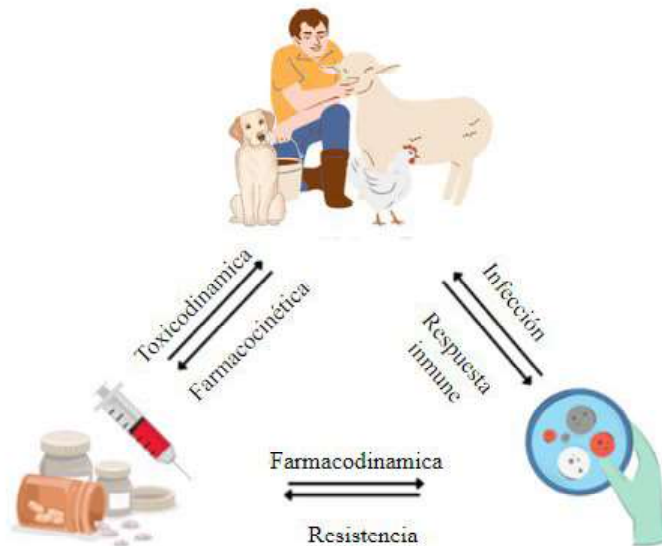 Toxicodinamica
Farmacocinética
Infección
Respuesta
inmune
Farmacodinamica
Resistencia